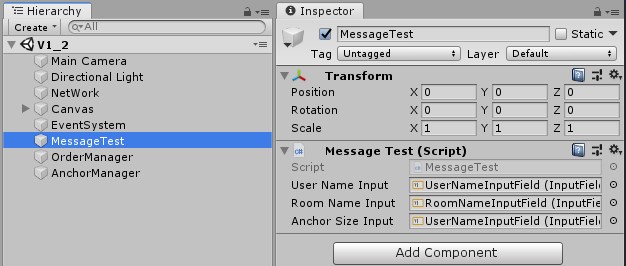 Hierarchy
Create
All
V1_2
Main Camera
Directional Light
NetWork
Canvas
EventSystem
MessageTest
OrderManager
AnchorManager
Inspector
MessageTest
Static
Tag Untagged Layer Default
Transform
Position X 0 Y 0 Z 0
Rotation X 0 Y 0 Z 0
Scale X 1 Y 1 Z 1
C# Message Test (Script)
Script MessageTest
User Name Input UserNameInputField (InputFiel
Room Name Input RoomNameInputField (InputFiel
Anchor Size Input UserNameInputField (InputFiel
Add Component